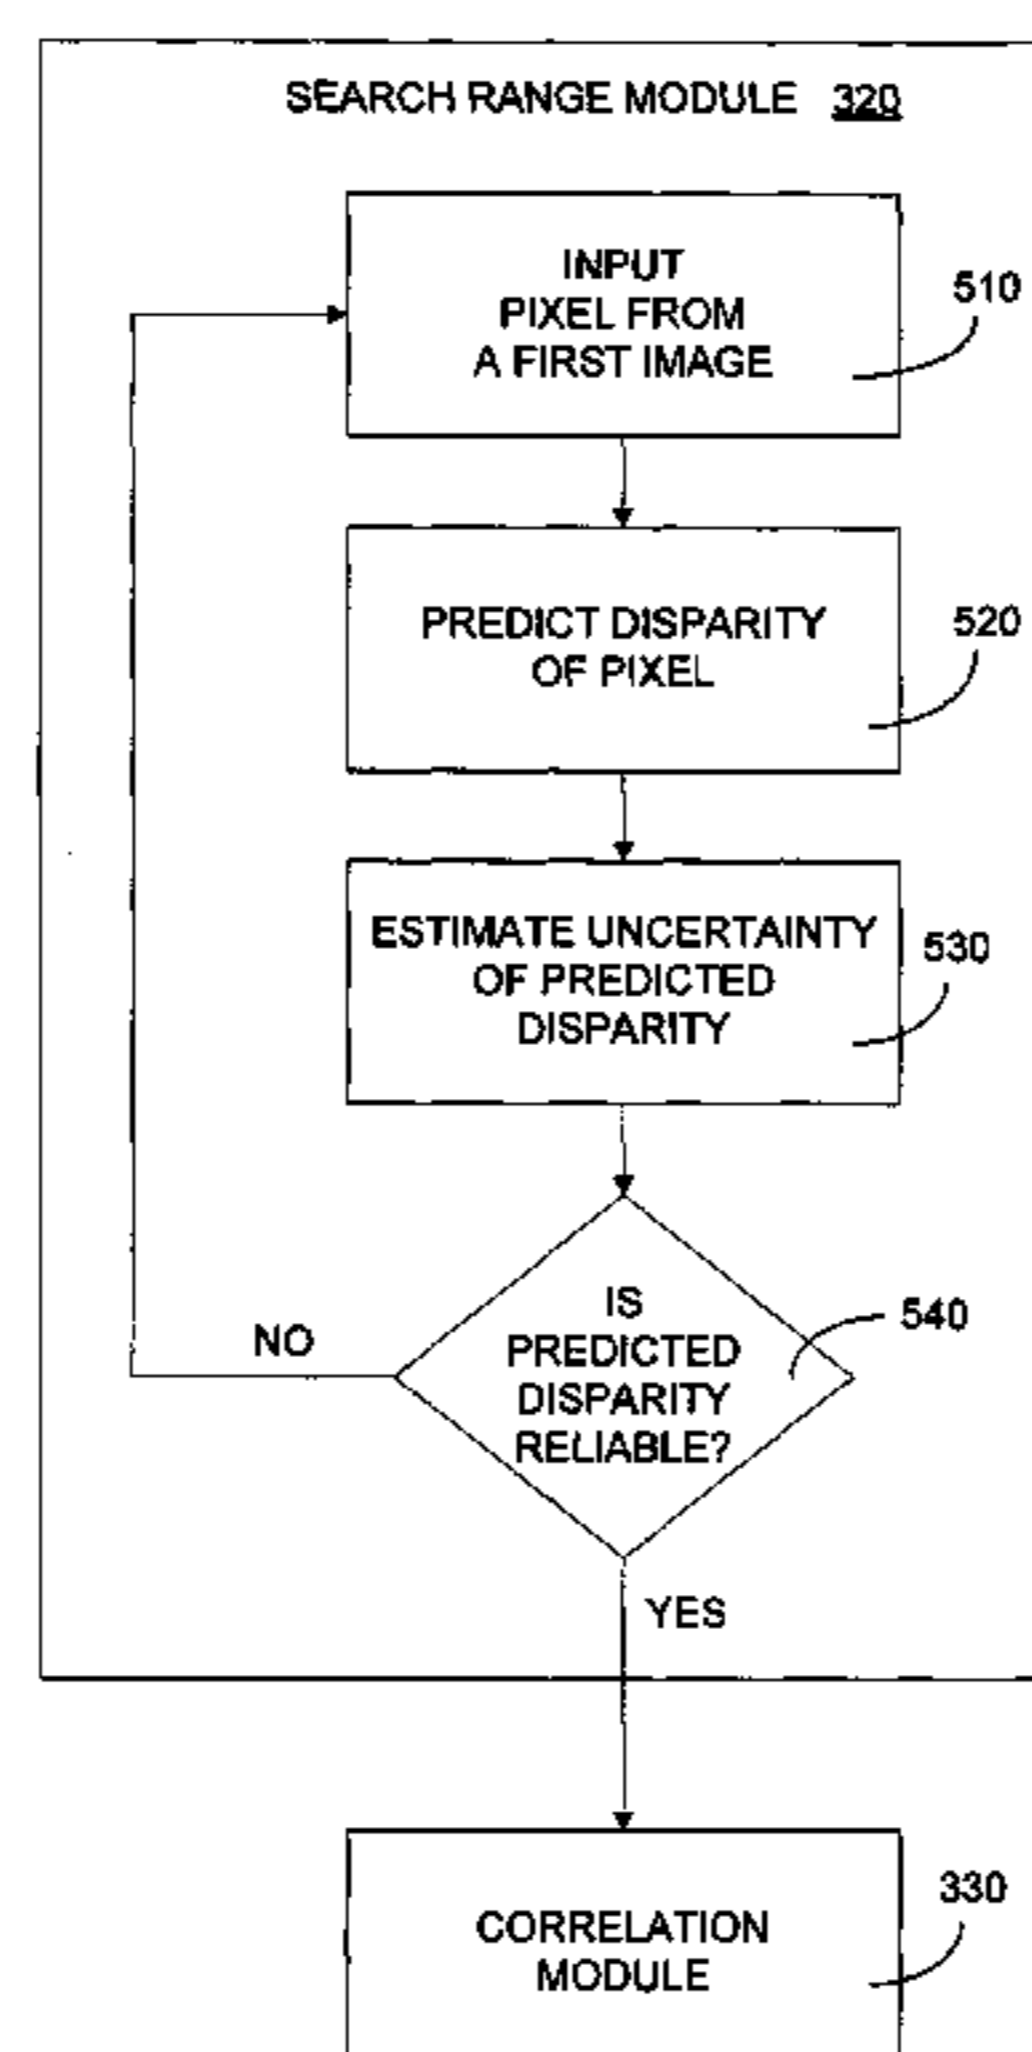 SEARCH RANGE MODULE 320
INPUT
PIXEL FROM
A FIRST IMAGE
510
PREDICT DISPARITY
OF PIXEL
520
ESTIMATE UNCERTAINTY
OF PREDICTED
DISPARITY
530
IS
PREDICTED
DISPARITY
RELIABLE?
540
NO
YES
CORRELATION
MODULE
330